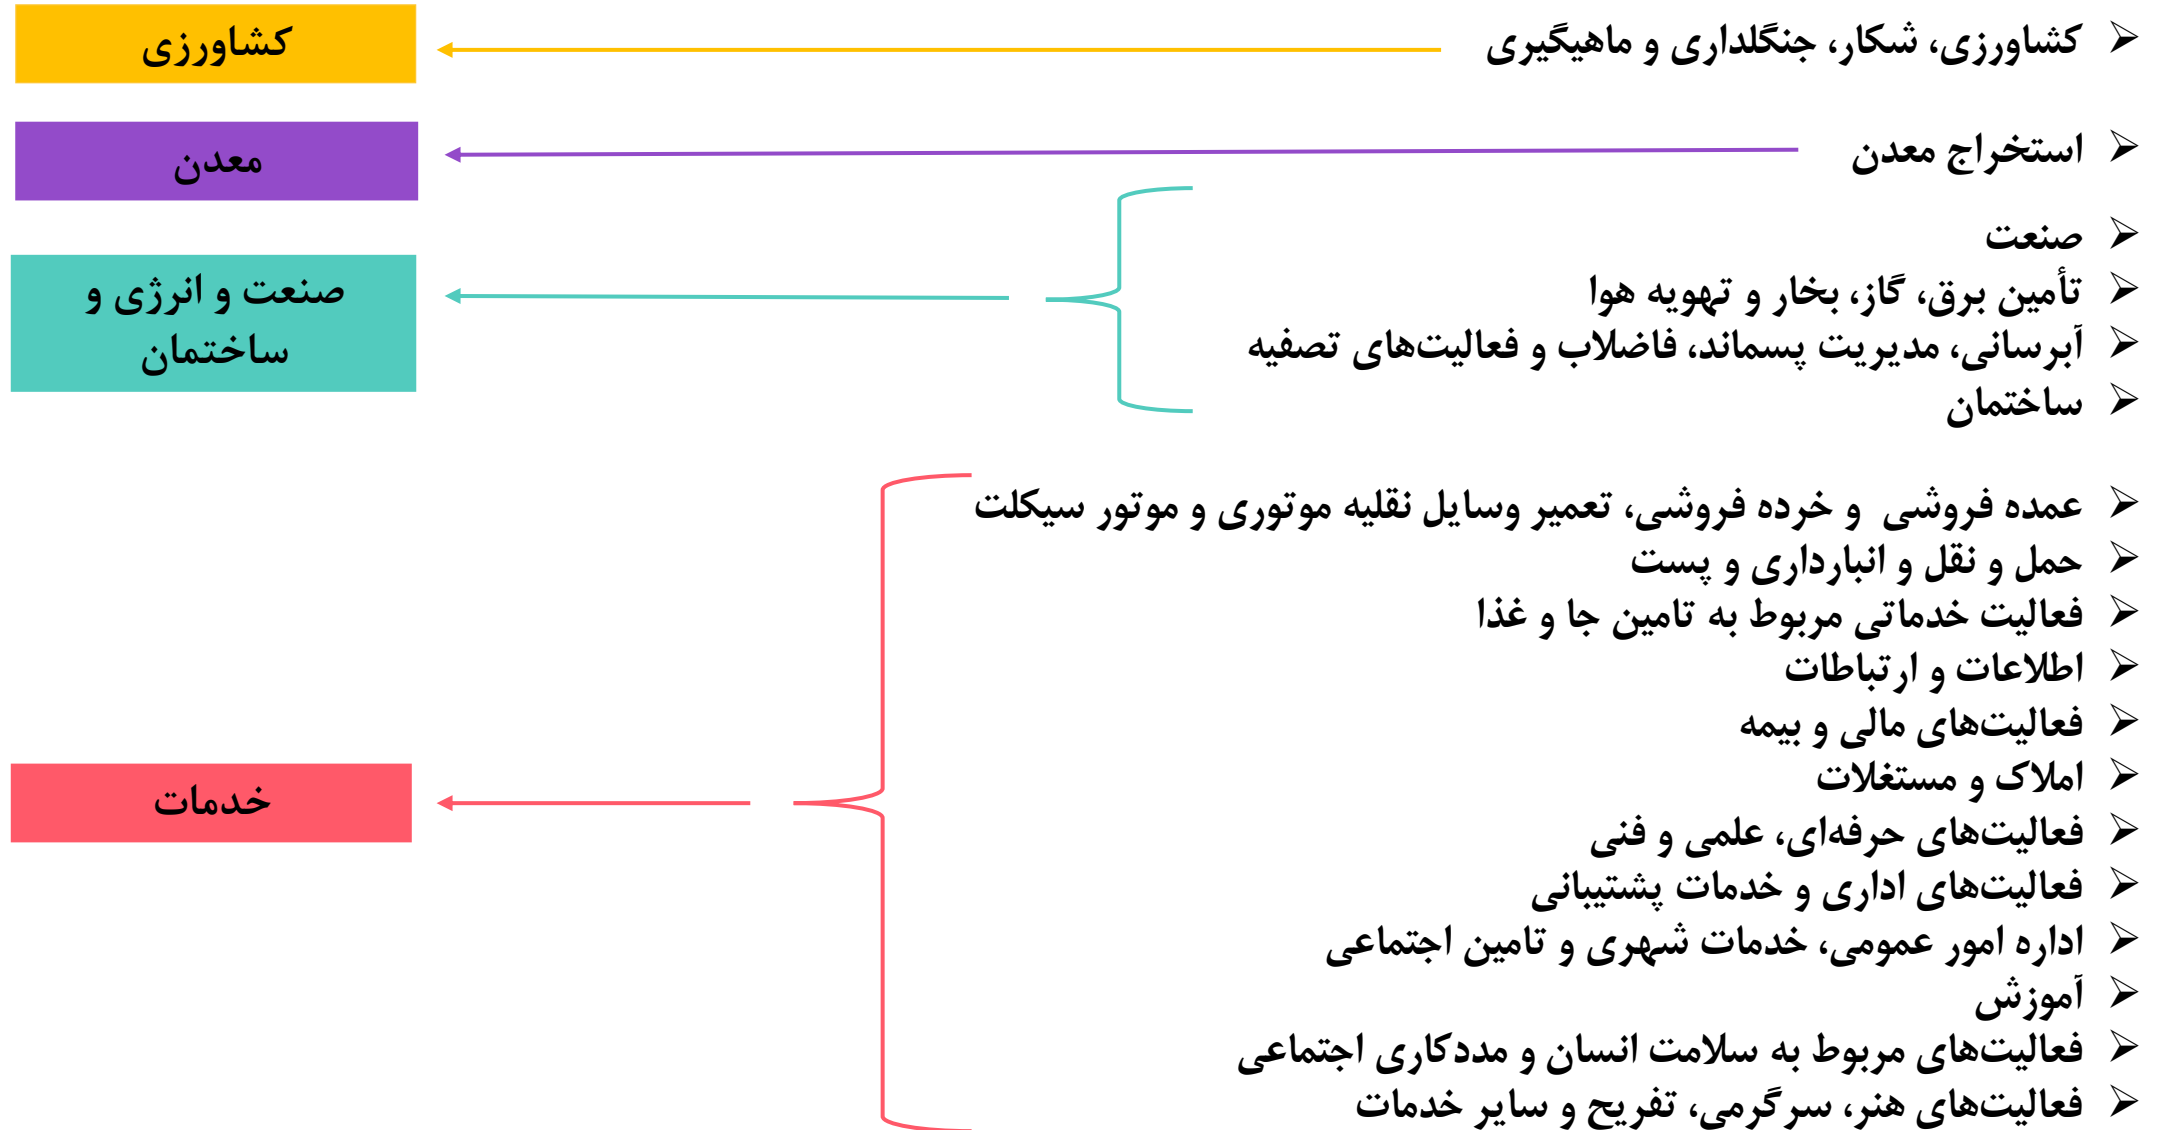 کشاورزی، شکار، جنگلداری و ماهیگیری
کشاورزی
استخراج معدن
معدن
صنعت
تأمین برق، گاز، بخار و تهویه هوا
آبرسانی، مدیریت پسماند، فاضلاب و فعالیت‌های تصفیه
ساختمان
صنعت و انرژی و
ساختمان
عمده فروشی و خرده فروشی، تعمیر وسایل نقلیه موتوری و موتور سیکلت
حمل و نقل و انبارداری و پست
فعالیت خدماتی مربوط به تامین جا و غذا
اطلاعات و ارتباطات
فعالیت‌های مالی و بیمه
املاک و مستغلات
فعالیت‌های حرفه‌ای، علمی و فنی
فعالیت‌های اداری و خدمات پشتیبانی
اداره امور عمومی، خدمات شهری و تامین اجتماعی
آموزش
فعالیت‌های مربوط به سلامت انسان و مددکاری اجتماعی
فعالیت‌های هنر، سرگرمی، تفریح و سایر خدمات
خدمات